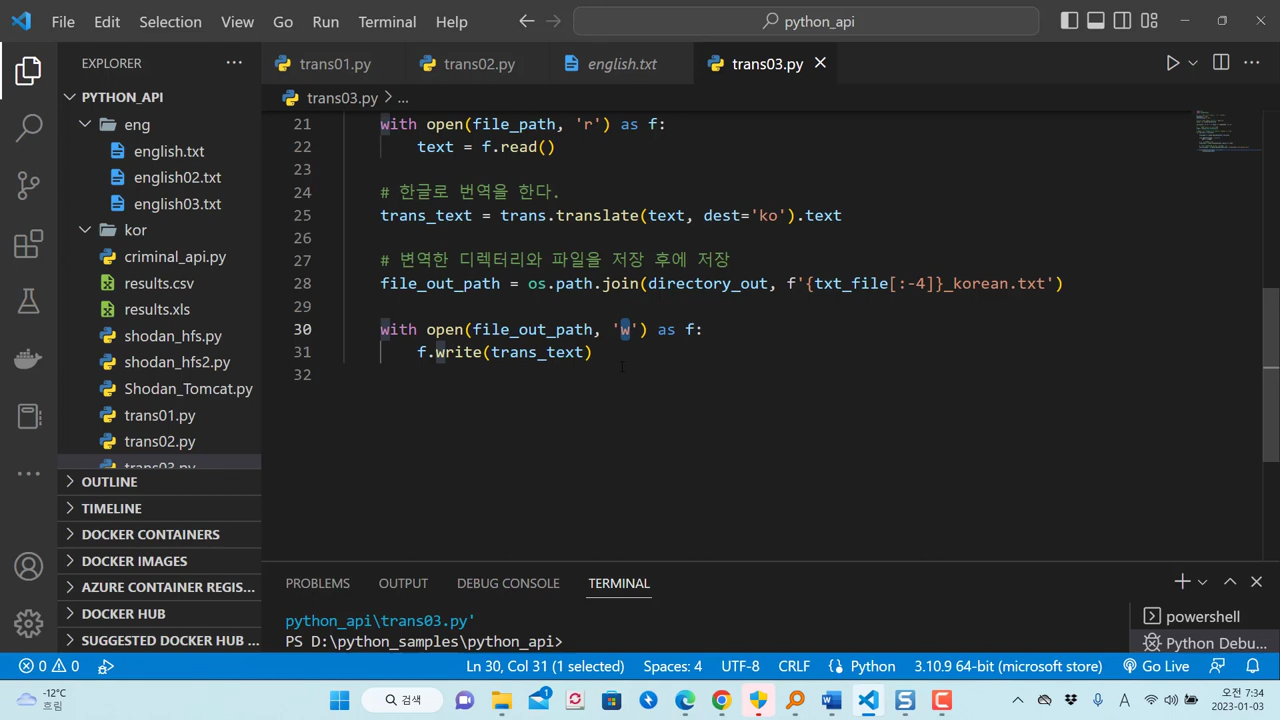 File Edit Selection View Go Run Terminal Help
python_api
EXPLORER
trans01.py
trans02.py
english.txt
trans03.py
PYTHON_API
trans03.py > ...
eng
english.txt
english02.txt
english03.txt
kor
criminal_api.py
results.csv
results.xls
shodan_hfs.py
shodan_hfs2.py
Shodan_Tomcat.py
trans01.py
trans02.py
trans03.py
OUTLINE
TIMELINE
DOCKER CONTAINERS
DOCKER IMAGES
AZURE CONTAINER REGIS...
DOCKER HUB
SUGGESTED DOCKER HUB ...
21 with open(file_path, 'r') as f:
22 text = f.read()
23
24 # 한글로 번역을 한다.
25 trans_text = trans.translate(text, dest='ko').text
26
27 # 변역한 디렉터리와 파일을 저장 후에 저장
28 file_out_path = os.path.join(directory_out, f'{txt_file[:-4]}_korean.txt')
29
30 with open(file_out_path, 'w') as f:
31 f.write(trans_text)
32
PROBLEMS OUTPUT DEBUG CONSOLE TERMINAL
python_api\trans03.py'
PS D:\python_samples\python_api>
powershell
Python Debu...
0 0
Ln 30, Col 31 (1 selected) Spaces: 4 UTF-8 CRLF Python 3.10.9 64-bit (microsoft store) Go Live
-12°C
흐림
검색
A
오전 7:34
2023-01-03